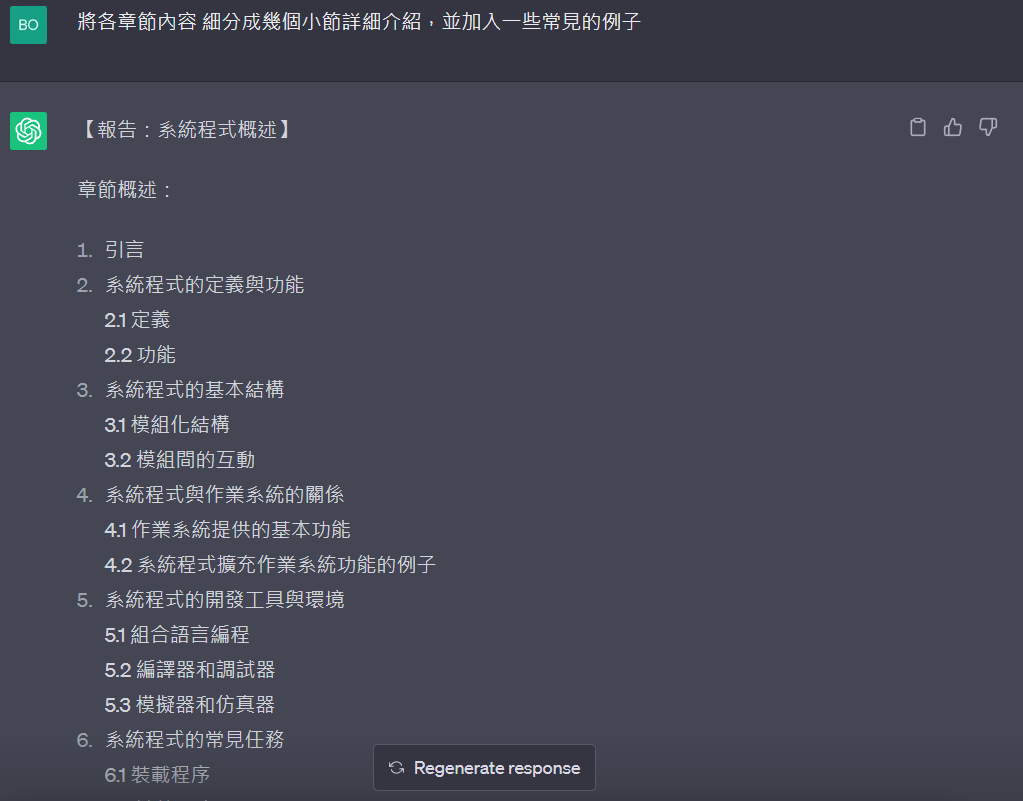 BO
將各章節內容 細分成幾個小節詳細介紹，並加入一些常見的例子
【報告：系統程式概述】
章節概述：
1. 引言
2. 系統程式的定義與功能
2.1 定義
2.2 功能
3. 系統程式的基本結構
3.1 模組化結構
3.2 模組間的互動
4. 系統程式與作業系統的關係
4.1 作業系統提供的基本功能
4.2 系統程式擴充作業系統功能的例子
5. 系統程式的開發工具與環境
5.1 組合語言編程
5.2 編譯器和調試器
5.3 模擬器和仿真器
6. 系統程式的常見任務
6.1 裝載程序
Regenerate response